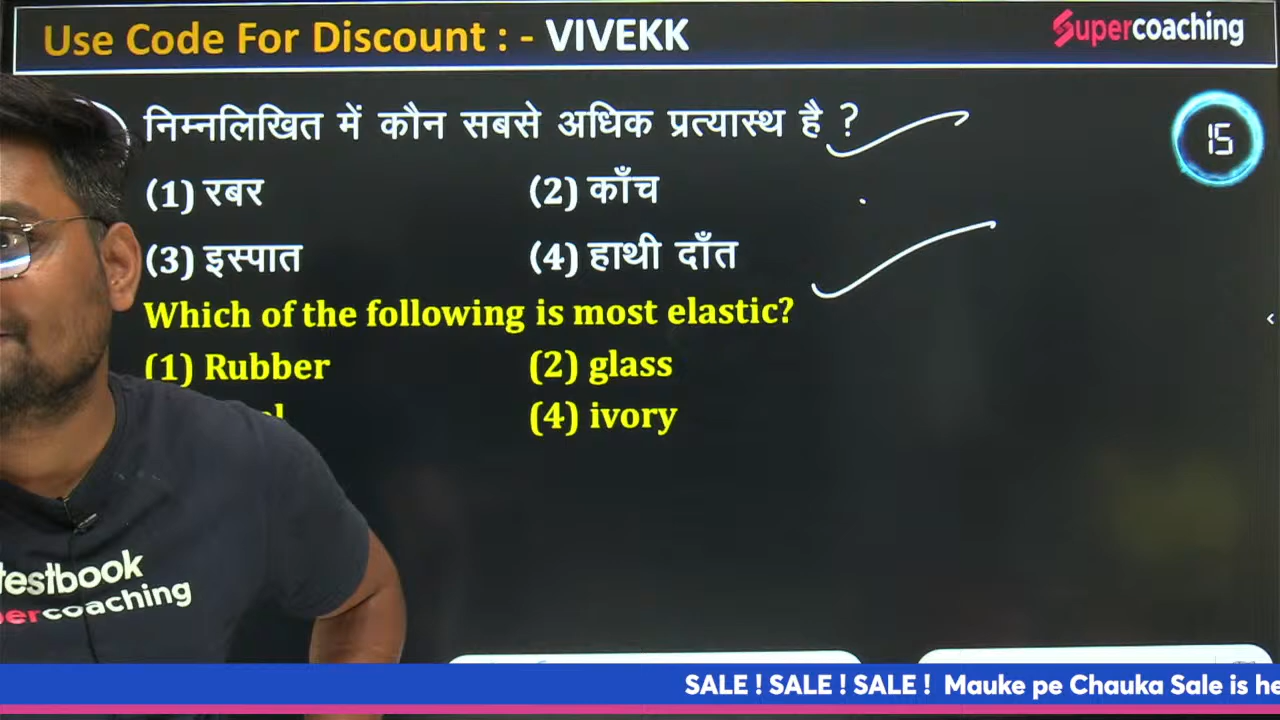 Use Code For Discount : - VIVEKK
Supercoaching
निम्नलिखित में कौन सबसे अधिक प्रत्यास्थ है ?
15
(1) रबर (2) काँच
(3) इस्पात (4) हाथी दाँत
Which of the following is most elastic?
(1) Rubber (2) glass
(4) ivory
testbook
coaching
SALE ! SALE ! SALE ! Mauke pe Chauka Sale is